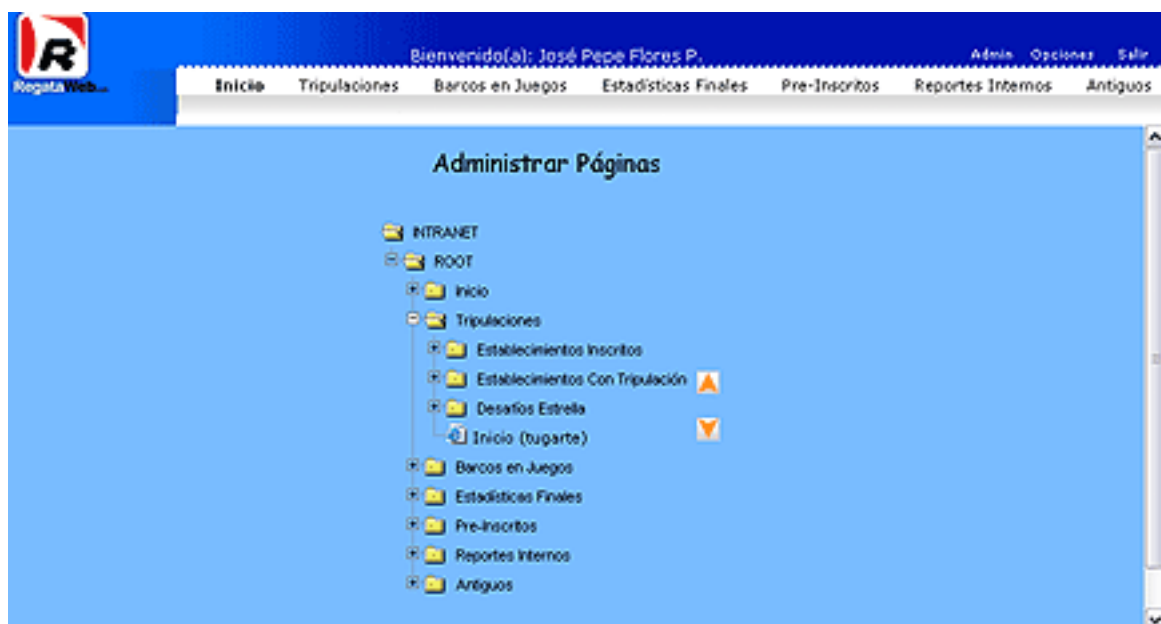 R
RegataWeb...
Bienvenido(a): José Pepe Flores P.
Admin Opciones Salir
Inicio Tripulaciones Barcos en Juegos Estadísticas Finales Pre-Inscritos Reportes Internos Antiguos
Administrar Páginas
INTRANET
ROOT
Inicio
Tripulaciones
Establecimientos Inscritos
Establecimientos Con Tripulación
Desafíos Estrella
Inicio (tugarte)
Barcos en Juegos
Estadísticas Finales
Pre-Inscritos
Reportes Internos
Antiguos